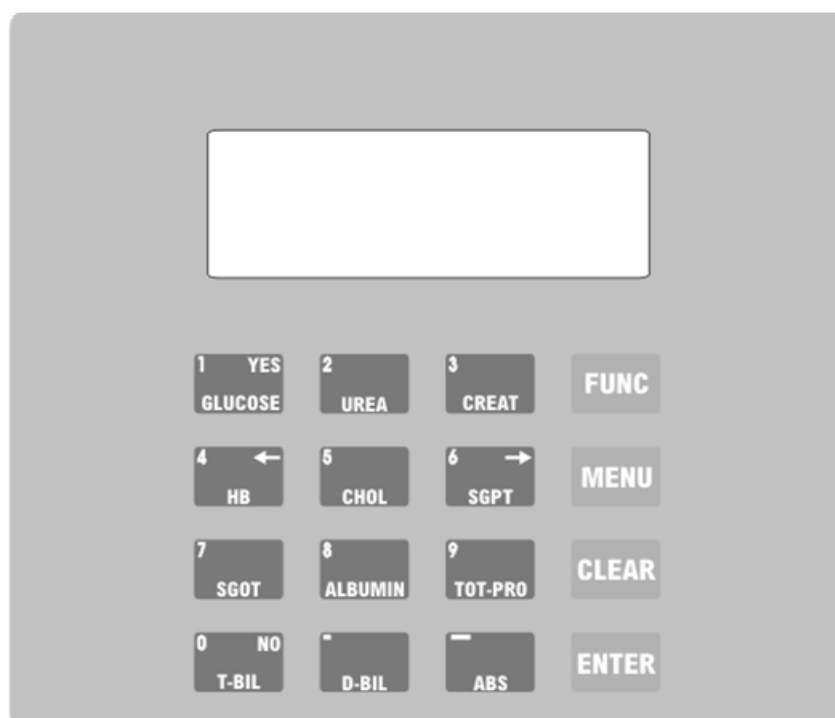 1 YES 2 3
GLUCOSE UREA CREAT FUNC
4 ← 5 6 →
HB CHOL SGPT MENU
7 8 9
SGOT ALBUMIN TOT-PRO CLEAR
0 NO - —
T-BIL D-BIL ABS ENTER